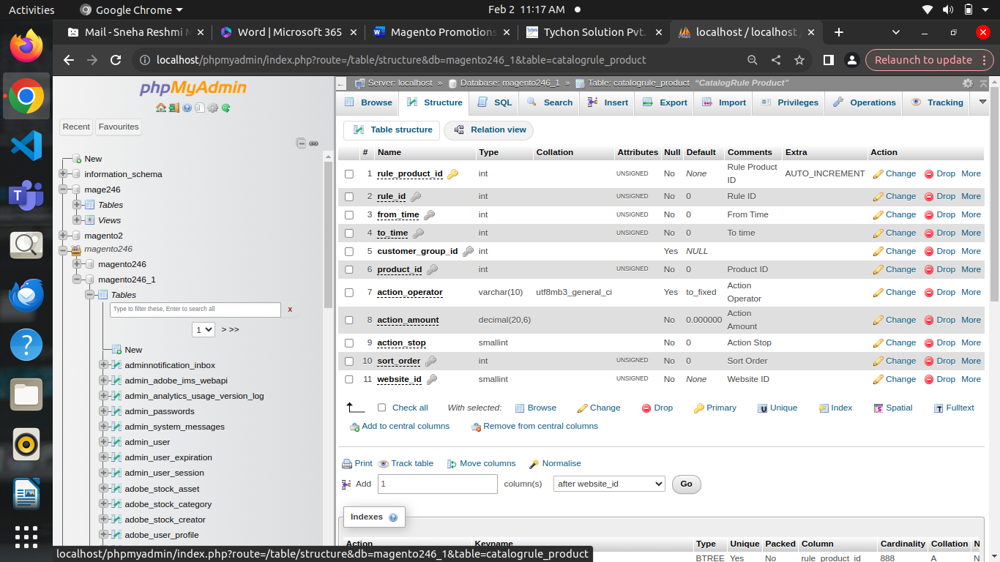 Activities Google Chrome Feb 2 11:17 AM
Mail - Sneha Reshmi M Word | Microsoft 365 Magento Promotions Tychon Solution Pvt. localhost / localhost /
localhost/phpmyadmin/index.php?route=/table/structure&db=magento246_1&table=catalogrule_product Relaunch to update
phpMyAdmin
Recent Favourites
New
information_schema
mage246
Tables
Views
magento2
magento246
magento246
magento246_1
Tables
Type to filter these, Enter to search all x
1 > >>
New
adminnotification_inbox
admin_adobe_ims_webapi
admin_analytics_usage_version_log
admin_passwords
admin_system_messages
admin_user
admin_user_expiration
admin_user_session
adobe_stock_asset
adobe_stock_category
adobe_stock_creator
adobe_user_profile
Server: localhost » Database: magento246_1 » Table: catalogrule_product “CatalogRule Product”
Browse Structure SQL Search Insert Export Import Privileges Operations Tracking
Table structure Relation view
# Name Type Collation Attributes Null Default Comments Extra Action
1 rule_product_id int UNSIGNED No None Rule Product ID AUTO_INCREMENT Change Drop More
2 rule_id int UNSIGNED No 0 Rule ID Change Drop More
3 from_time int UNSIGNED No 0 From Time Change Drop More
4 to_time int UNSIGNED No 0 To time Change Drop More
5 customer_group_id int Yes NULL Change Drop More
6 product_id int UNSIGNED No 0 Product ID Change Drop More
7 action_operator varchar(10) utf8mb3_general_ci Yes to_fixed Action Operator Change Drop More
8 action_amount decimal(20,6) No 0.000000 Action Amount Change Drop More
9 action_stop smallint No 0 Action Stop Change Drop More
10 sort_order int UNSIGNED No 0 Sort Order Change Drop More
11 website_id smallint UNSIGNED No None Website ID Change Drop More
Check all With selected: Browse Change Drop Primary Unique Index Spatial Fulltext
Add to central columns Remove from central columns
Print Track table Move columns Normalise
Add 1 column(s) after website_id Go
Indexes
Action Keyname Type Unique Packed Column Cardinality Collation N
BTREE Yes No rule_product_id 888 A N
localhost/phpmyadmin/index.php?route=/table/structure&db=magento246_1&table=catalogrule_product